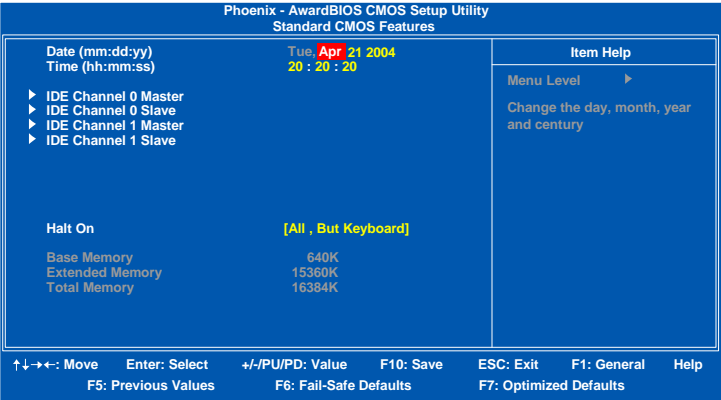 Phoenix - AwardBIOS CMOS Setup Utility
Standard CMOS Features
Date (mm:dd:yy) Tue, Apr 21 2004
Time (hh:mm:ss) 20 : 20 : 20
IDE Channel 0 Master
IDE Channel 0 Slave
IDE Channel 1 Master
IDE Channel 1 Slave
Halt On [All , But Keyboard]
Base Memory 640K
Extended Memory 15360K
Total Memory 16384K
Item Help
Menu Level
Change the day, month, year
and century
↑↓→←: Move Enter: Select +/-/PU/PD: Value F10: Save ESC: Exit F1: General Help
F5: Previous Values F6: Fail-Safe Defaults F7: Optimized Defaults